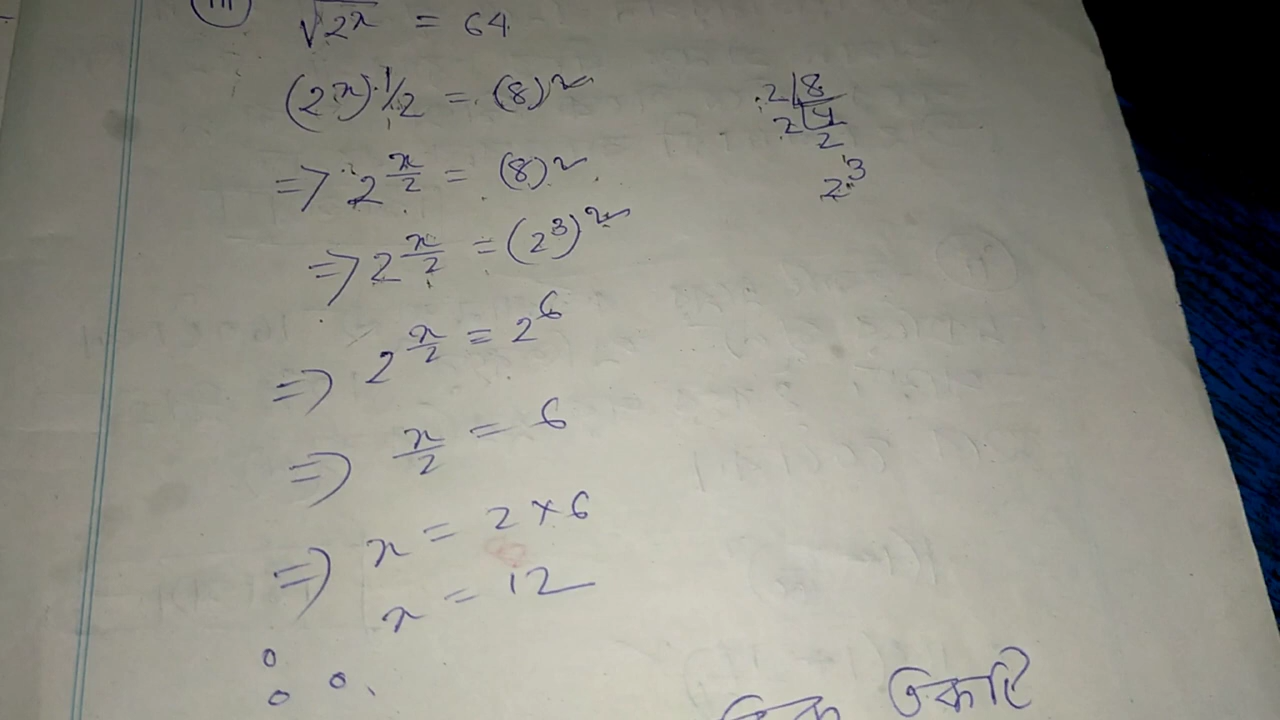 (iii) √2^x = 64
(2^x)^1/2 = (8)^2
⇒ 2^x/2 = (8)^2
⇒ 2^x/2 = (2^3)^2
⇒ 2^x/2 = 2^6
⇒ x/2 = 6
⇒ x = 2×6
x = 12
2|8
2|4
2
2^3